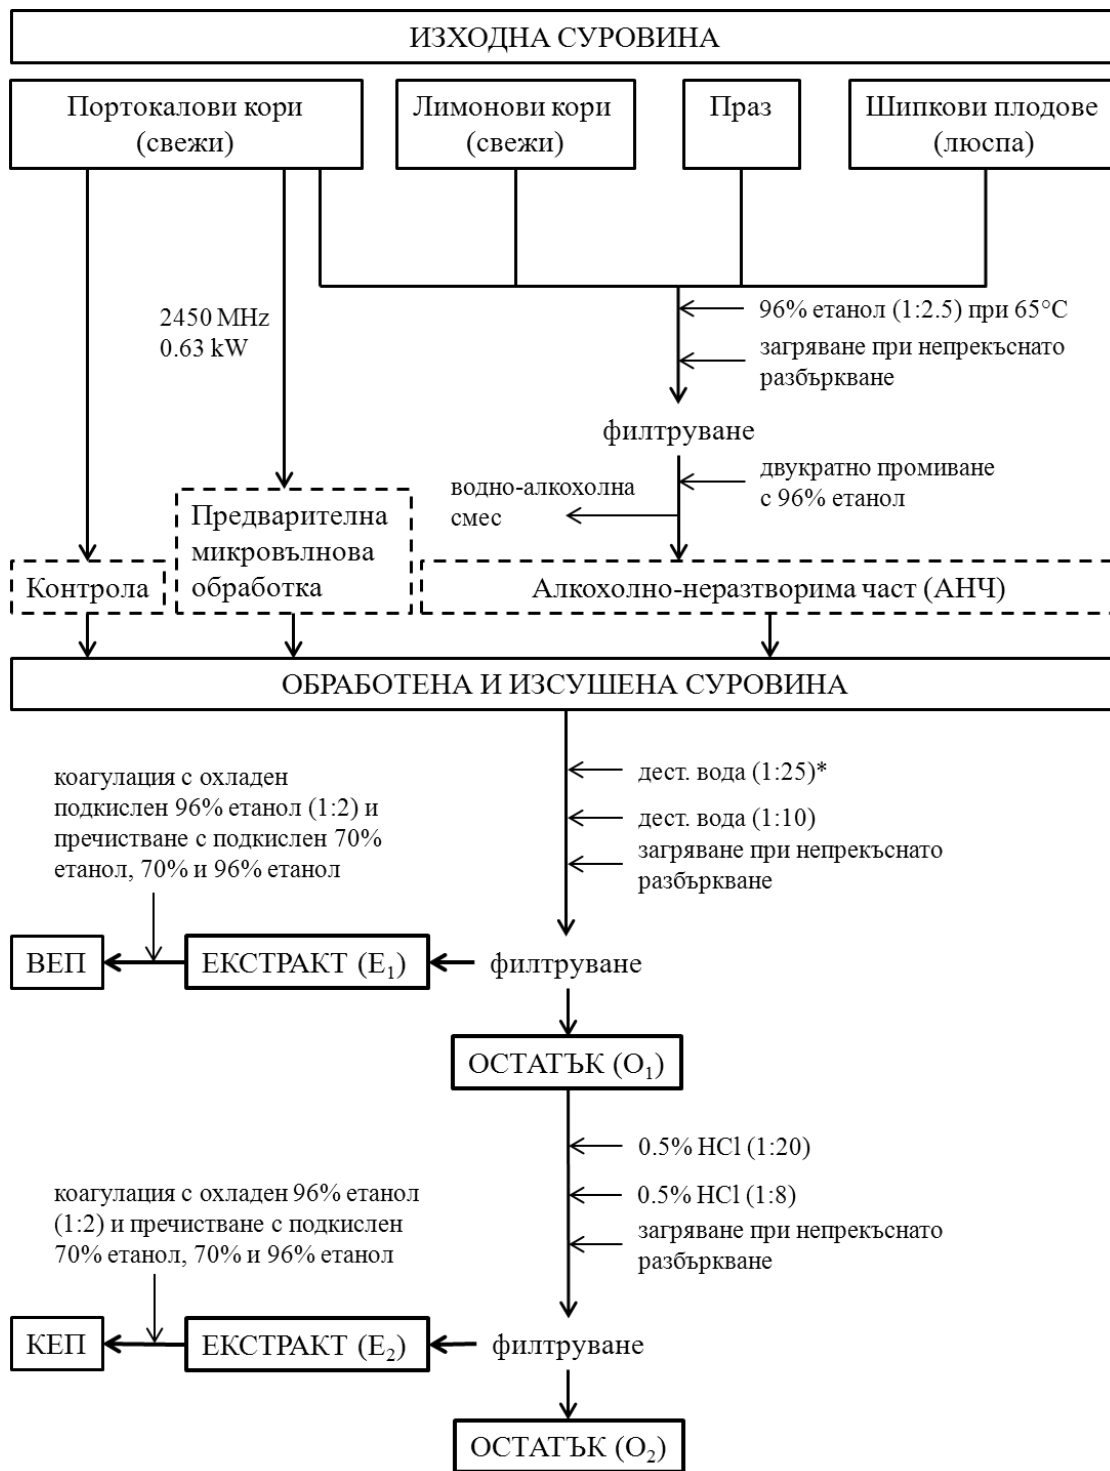 ИЗХОДНА СУРОВИНА
Портокалови кори
(свежи)
Лимонови кори
(свежи)
Праз
Шипкови плодове
(люспа)
2450 MHz
0.63 kW
96% етанол (1:2.5) при 65°C
загряване при непрекъснато
разбъркване
филтруване
двукратно промиване
с 96% етанол
водно-алкохолна
смес
Контрола
Предварителна
микровълнова
обработка
Алкохолно-неразтворима част (АНЧ)
ОБРАБОТЕНА И ИЗСУШЕНА СУРОВИНА
дест. вода (1:25)*
дест. вода (1:10)
загряване при непрекъснато
разбъркване
коагулация с охладен
подкислен 96% етанол (1:2) и
пречистване с подкислен 70%
етанол, 70% и 96% етанол
ВЕП
ЕКСТРАКТ (E₁)
филтруване
ОСТАТЪК (O₁)
0.5% HCl (1:20)
0.5% HCl (1:8)
загряване при непрекъснато
разбъркване
коагулация с охладен 96% етанол
(1:2) и пречистване с подкислен
70% етанол, 70% и 96% етанол
КЕП
ЕКСТРАКТ (E₂)
филтруване
ОСТАТЪК (O₂)